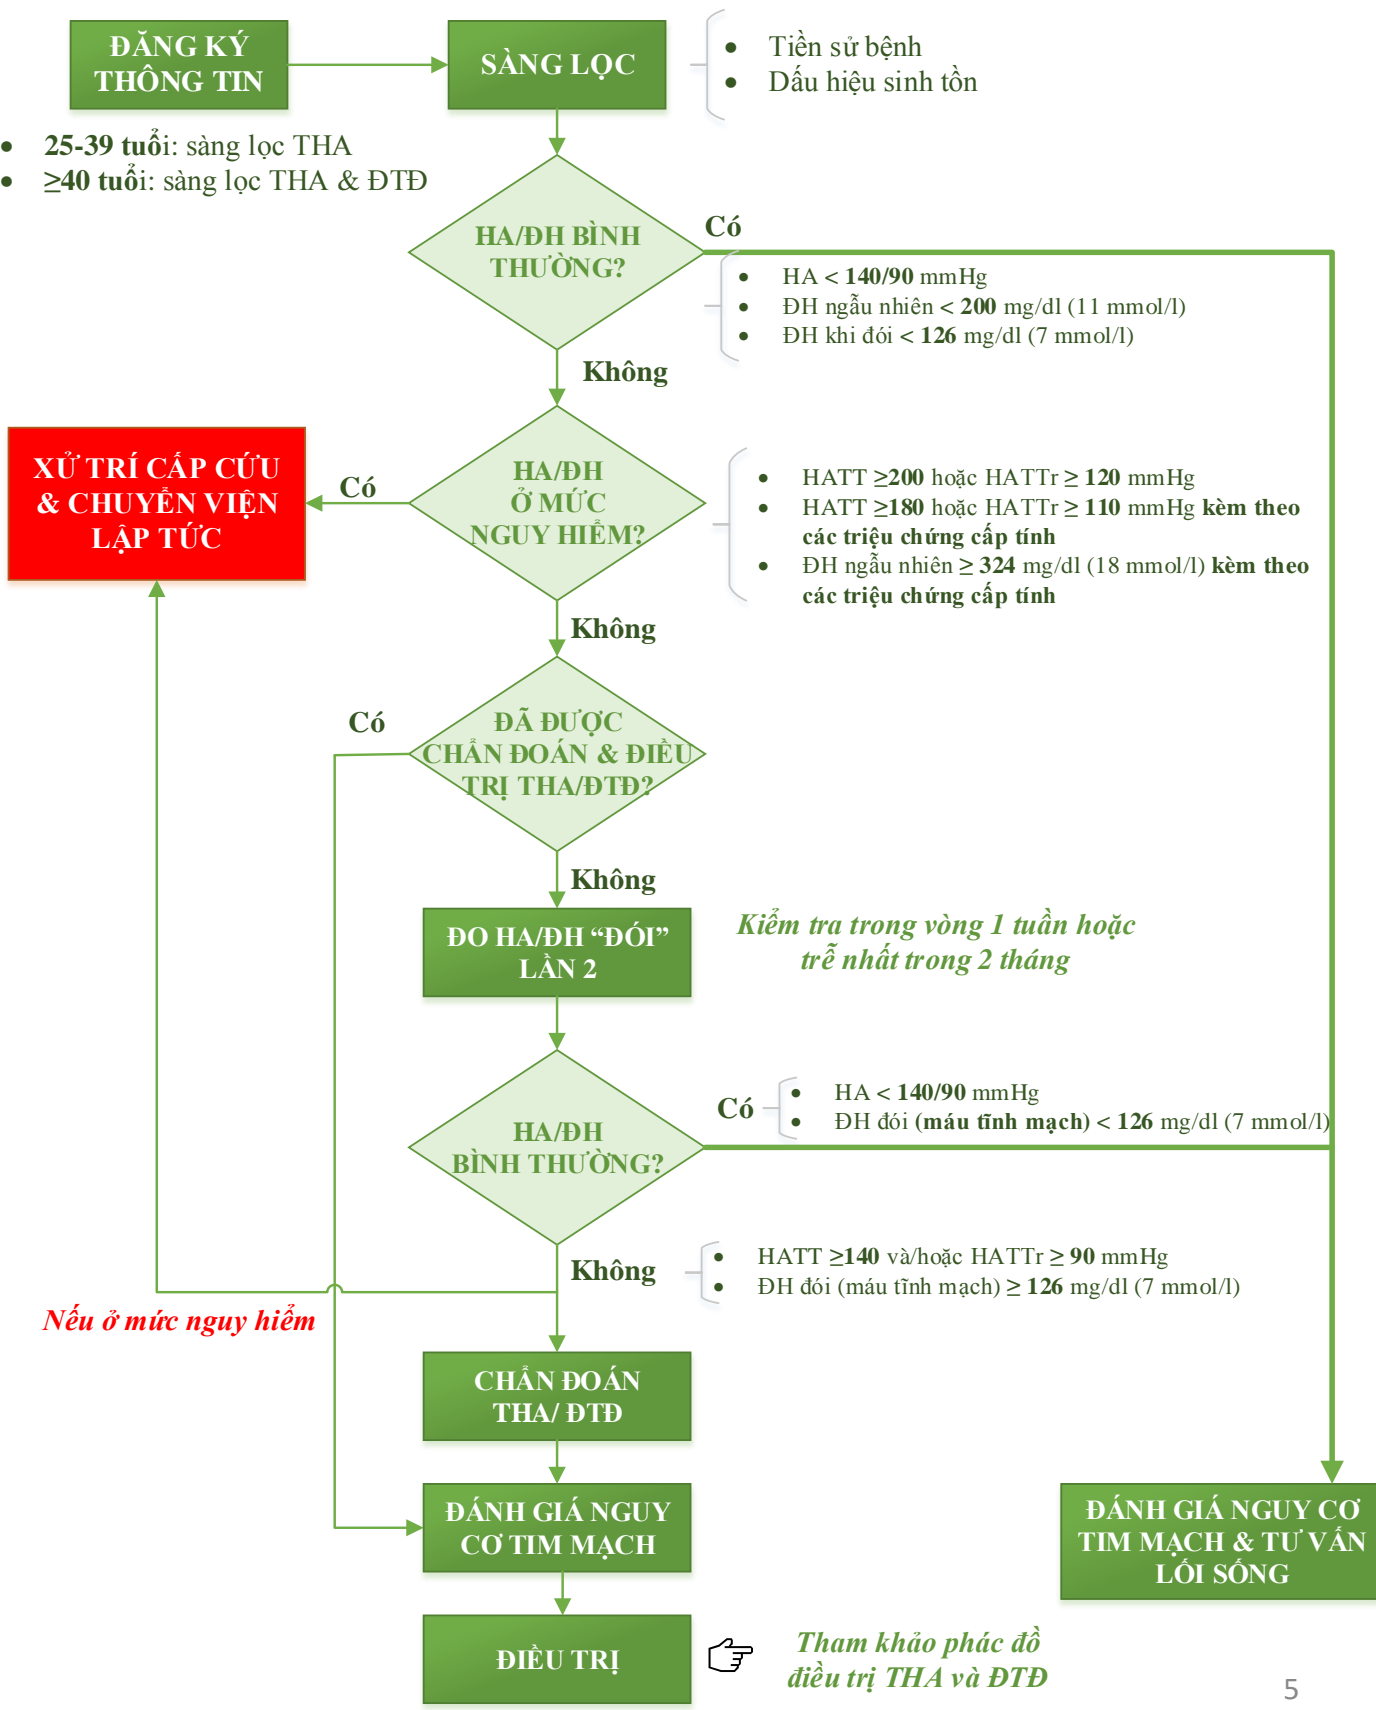 ĐĂNG KÝ
THÔNG TIN
SÀNG LỌC
• Tiền sử bệnh
• Dấu hiệu sinh tồn
• 25-39 tuổi: sàng lọc THA
• ≥40 tuổi: sàng lọc THA & ĐTĐ
HA/ĐH BÌNH
THƯỜNG?
Có
• HA < 140/90 mmHg
• ĐH ngẫu nhiên < 200 mg/dl (11 mmol/l)
• ĐH khi đói < 126 mg/dl (7 mmol/l)
Không
XỬ TRÍ CẤP CỨU
& CHUYỂN VIỆN
LẬP TỨC
Có
HA/ĐH
Ở MỨC
NGUY HIỂM?
• HATT ≥200 hoặc HATTr ≥ 120 mmHg
• HATT ≥180 hoặc HATTr ≥ 110 mmHg kèm theo
các triệu chứng cấp tính
• ĐH ngẫu nhiên ≥ 324 mg/dl (18 mmol/l) kèm theo
các triệu chứng cấp tính
Không
Có
ĐÃ ĐƯỢC
CHẨN ĐOÁN & ĐIỀU
TRỊ THA/ĐTĐ?
Không
ĐO HA/ĐH “ĐÓI”
LẦN 2
Kiểm tra trong vòng 1 tuần hoặc
trễ nhất trong 2 tháng
HA/ĐH
BÌNH THƯỜNG?
Có
• HA < 140/90 mmHg
• ĐH đói (máu tĩnh mạch) < 126 mg/dl (7 mmol/l)
Không
• HATT ≥140 và/hoặc HATTr ≥ 90 mmHg
• ĐH đói (máu tĩnh mạch) ≥ 126 mg/dl (7 mmol/l)
Nếu ở mức nguy hiểm
CHẨN ĐOÁN
THA/ ĐTĐ
ĐÁNH GIÁ NGUY
CƠ TIM MẠCH
ĐÁNH GIÁ NGUY CƠ
TIM MẠCH & TƯ VẤN
LỐI SỐNG
ĐIỀU TRỊ
Tham khảo phác đồ
điều trị THA và ĐTĐ
5